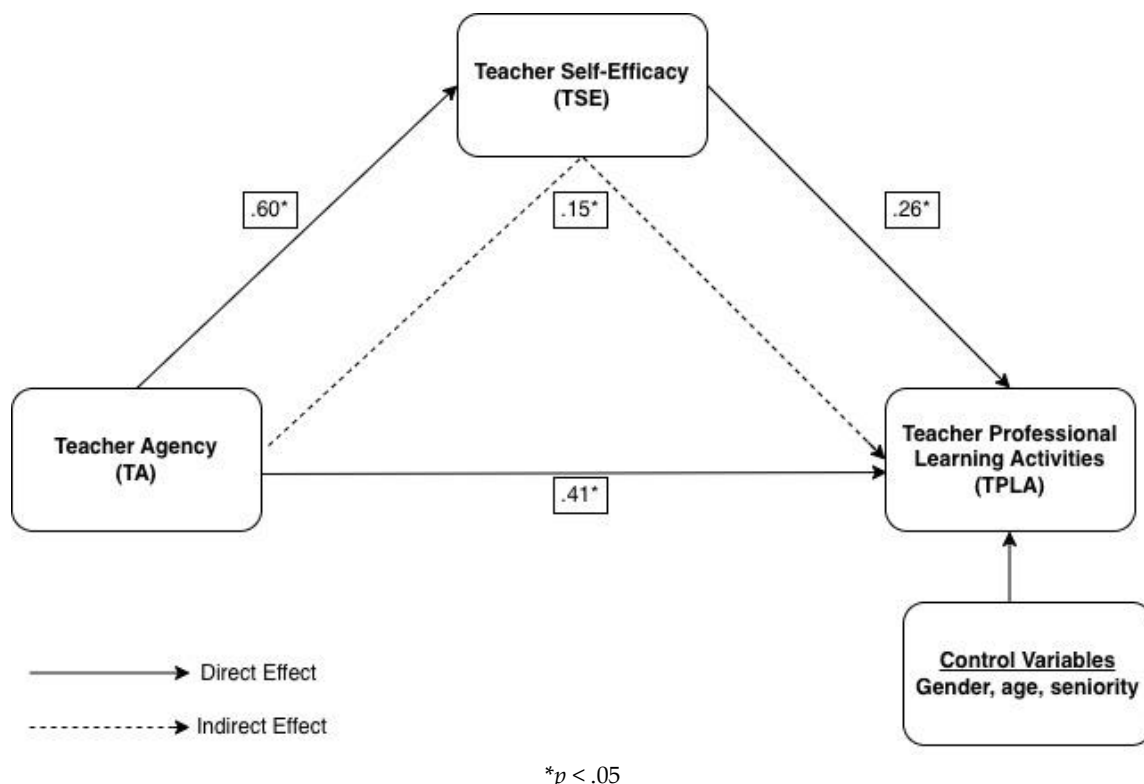 Teacher Self-Efficacy
(TSE)
.60*
.15*
.26*
Teacher Agency
(TA)
Teacher Professional
Learning Activities
(TPLA)
.41*
Control Variables
Gender, age, seniority
Direct Effect
Indirect Effect
*p < .05